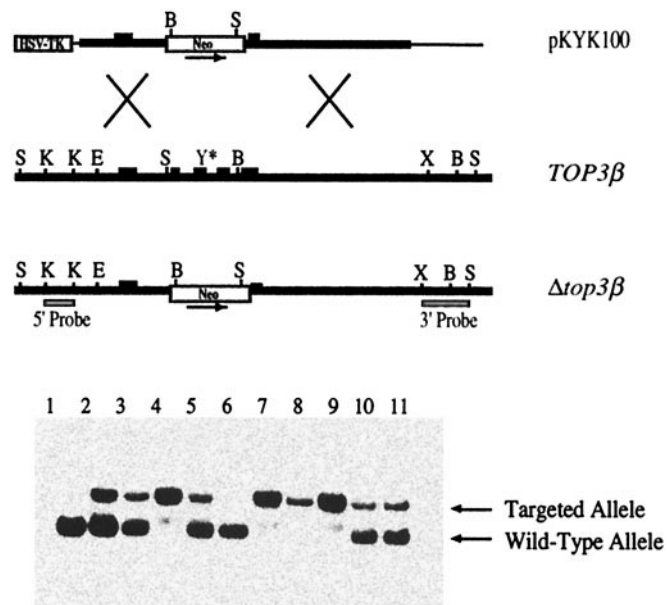 B S
HSV-TK Neo pKYK100
S K K E S Y* B X B S
TOP3β
B S
S K K E Neo X B S
Δtop3β
5' Probe 3' Probe
1 2 3 4 5 6 7 8 9 10 11
Targeted Allele
Wild-Type Allele